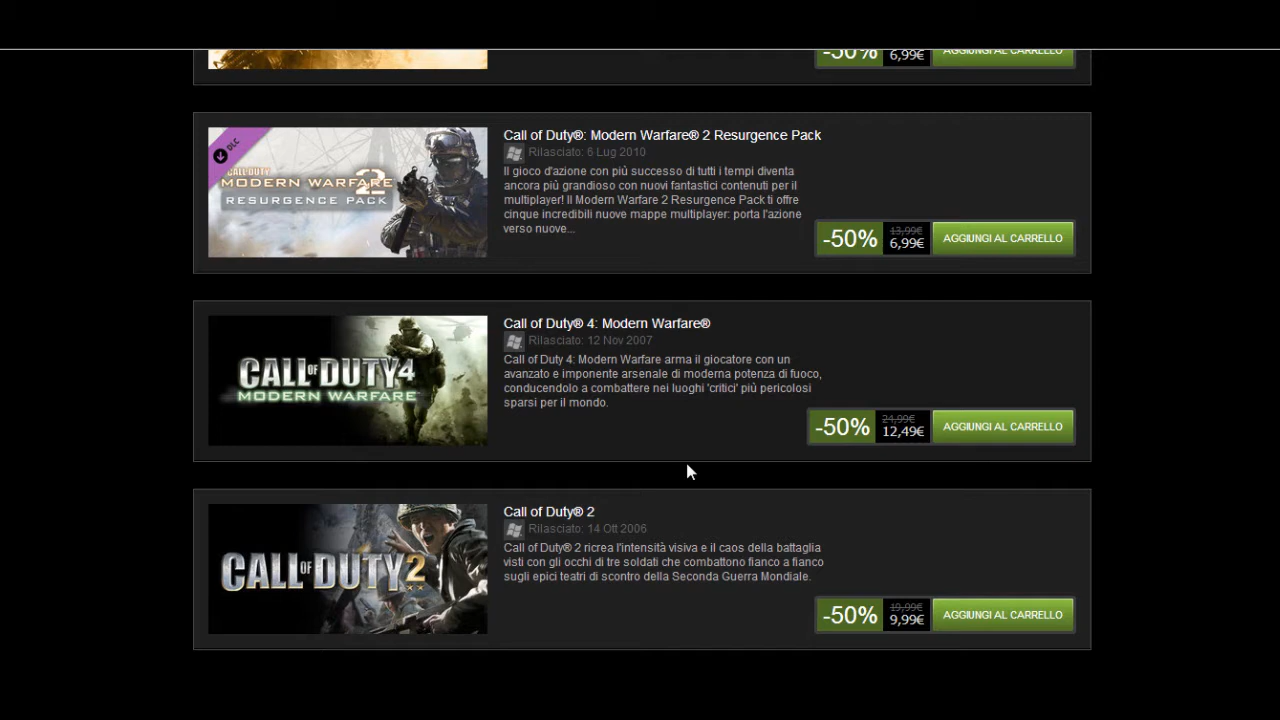 -50%
6,99€
AGGIUNGI AL CARRELLO
DLC
CALL OF DUTY
MODERN WARFARE
2
RESURGENCE PACK
Call of Duty®: Modern Warfare® 2 Resurgence Pack
Rilasciato: 6 Lug 2010
Il gioco d'azione con più successo di tutti i tempi diventa
ancora più grandioso con nuovi fantastici contenuti per il
multiplayer! Il Modern Warfare 2 Resurgence Pack ti offre
cinque incredibili nuove mappe multiplayer: porta l'azione
verso nuove...
-50%
13,99€
6,99€
AGGIUNGI AL CARRELLO
CALL OF DUTY 4
MODERN WARFARE
Call of Duty® 4: Modern Warfare®
Rilasciato: 12 Nov 2007
Call of Duty 4: Modern Warfare arma il giocatore con un
avanzato e imponente arsenale di moderna potenza di fuoco,
conducendolo a combattere nei luoghi 'critici' più pericolosi
sparsi per il mondo.
-50%
24,99€
12,49€
AGGIUNGI AL CARRELLO
CALL OF DUTY 2
Call of Duty® 2
Rilasciato: 14 Ott 2006
Call of Duty® 2 ricrea l'intensità visiva e il caos della battaglia
visti con gli occhi di tre soldati che combattono fianco a fianco
sugli epici teatri di scontro della Seconda Guerra Mondiale.
-50%
19,99€
9,99€
AGGIUNGI AL CARRELLO